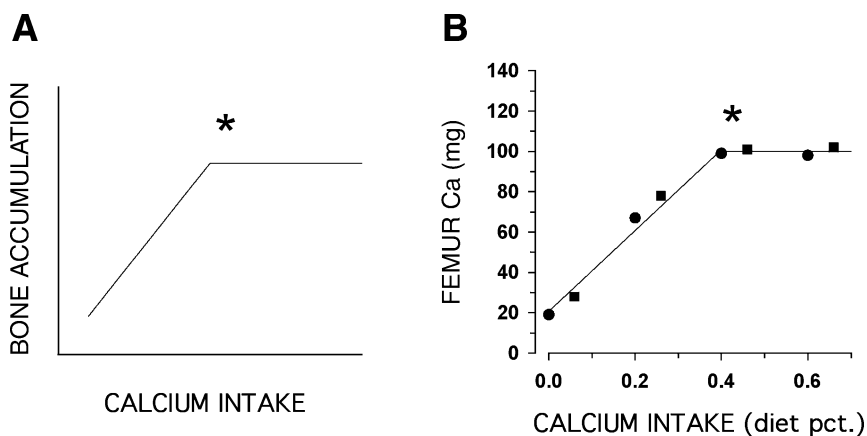 A
BONE ACCUMULATION
*
CALCIUM INTAKE
B
FEMUR Ca (mg)
140
120
100
80
60
40
20
0
*
0.0 0.2 0.4 0.6
CALCIUM INTAKE (diet pct.)